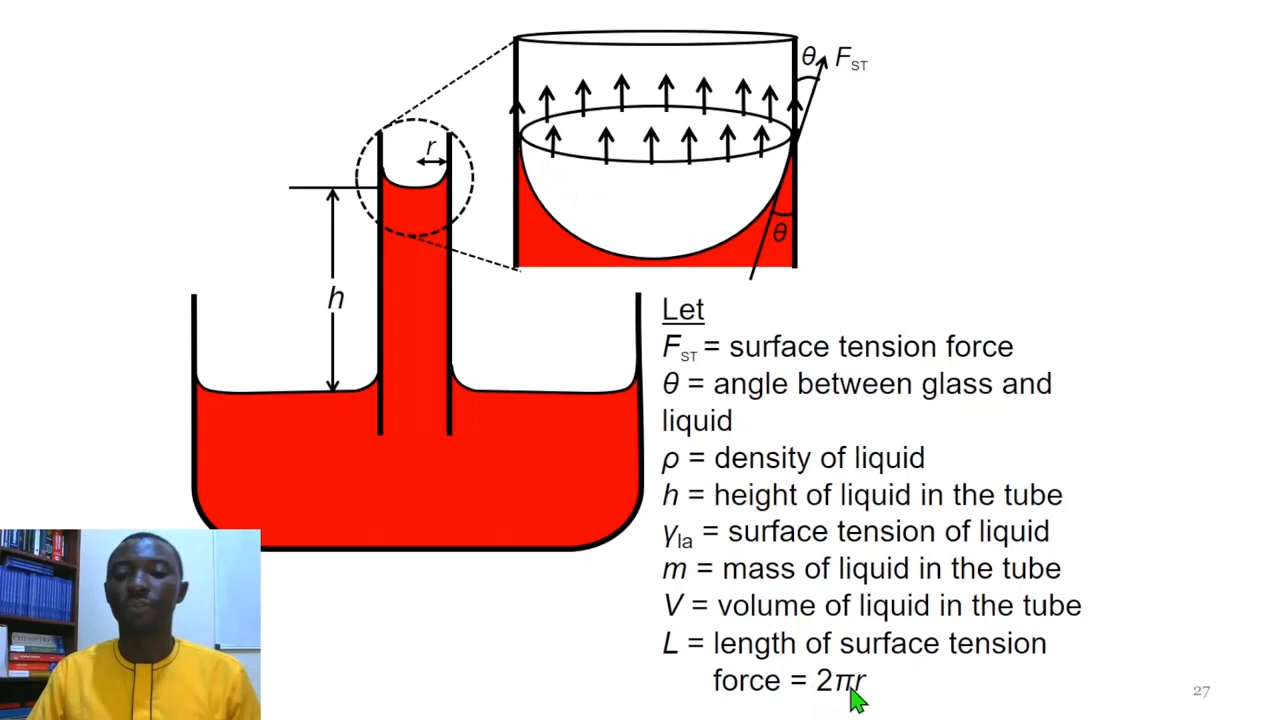 θ F_ST
r
θ
h
Let
F_ST = surface tension force
θ = angle between glass and
liquid
ρ = density of liquid
h = height of liquid in the tube
γ_la = surface tension of liquid
m = mass of liquid in the tube
V = volume of liquid in the tube
L = length of surface tension
force = 2πr
27
CHEMISTRY